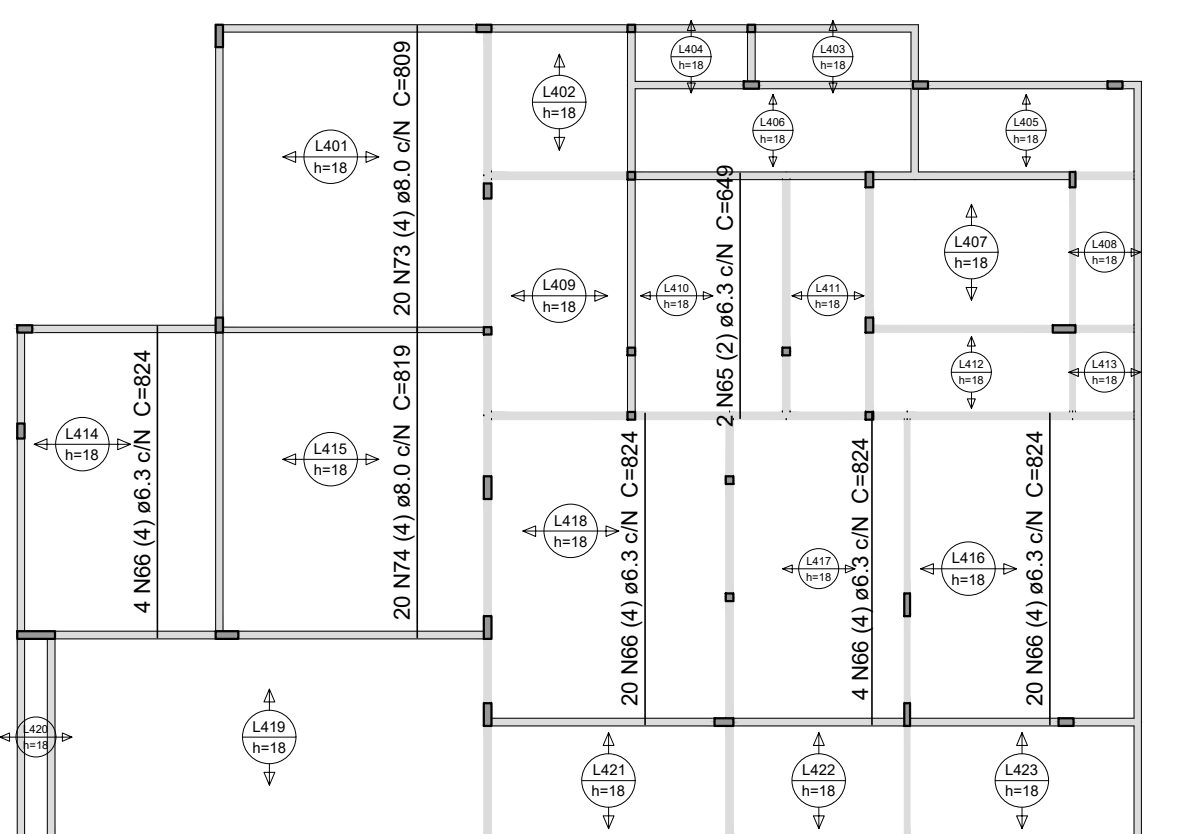 L404
h=18
L403
h=18
L402
h=18
L406
h=18
L405
h=18
L401
h=18
20 N73 (4) ø8.0 c/N  C=809
L407
h=18
L408
h=18
L409
h=18
L410
h=18
2 N65 (2) ø6.3 c/N  C=649
L411
h=18
L412
h=18
L413
h=18
L414
h=18
4 N66 (4) ø6.3 c/N  C=824
L415
h=18
20 N74 (4) ø8.0 c/N  C=819
L418
h=18
20 N66 (4) ø6.3 c/N  C=824
L417
h=18
4 N66 (4) ø6.3 c/N  C=824
L416
h=18
20 N66 (4) ø6.3 c/N  C=824
L420
h=18
L419
h=18
L421
h=18
L422
h=18
L423
h=18